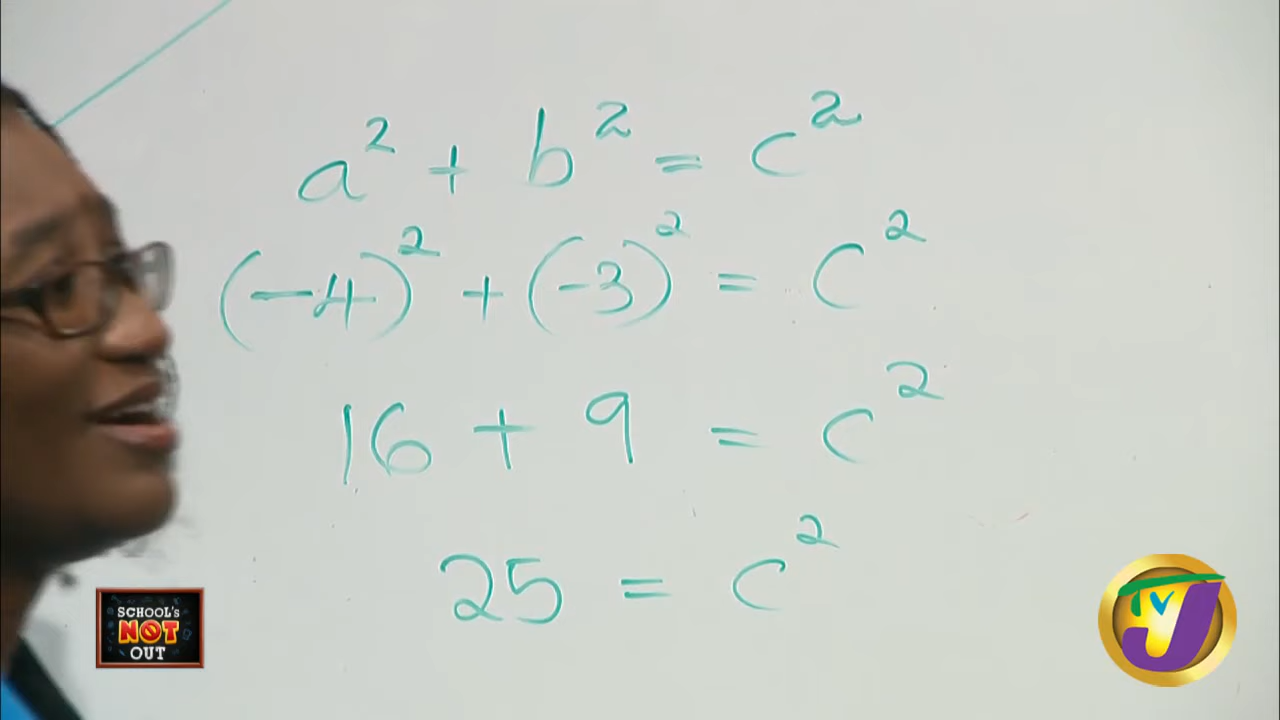 a² + b² = c²
(-4)² + (-3)² = c²
16 + 9 = c²
25 = c²
SCHOOL's
NOT
OUT
TVJ